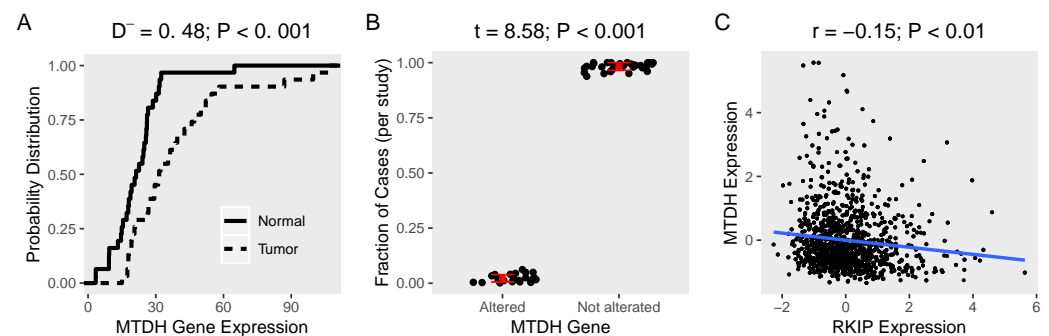 A
D⁻ = 0. 48; P < 0. 001
1.00
0.75
0.50
0.25
0.00
Probability Distribution
Normal
Tumor
0 30 60 90
MTDH Gene Expression
B
t = 8.58; P < 0.001
1.00
0.75
0.50
0.25
0.00
Fraction of Cases (per study)
Altered Not alterated
MTDH Gene
C
r = −0.15; P < 0.01
4
2
0
MTDH Expression
−2 0 2 4 6
RKIP Expression